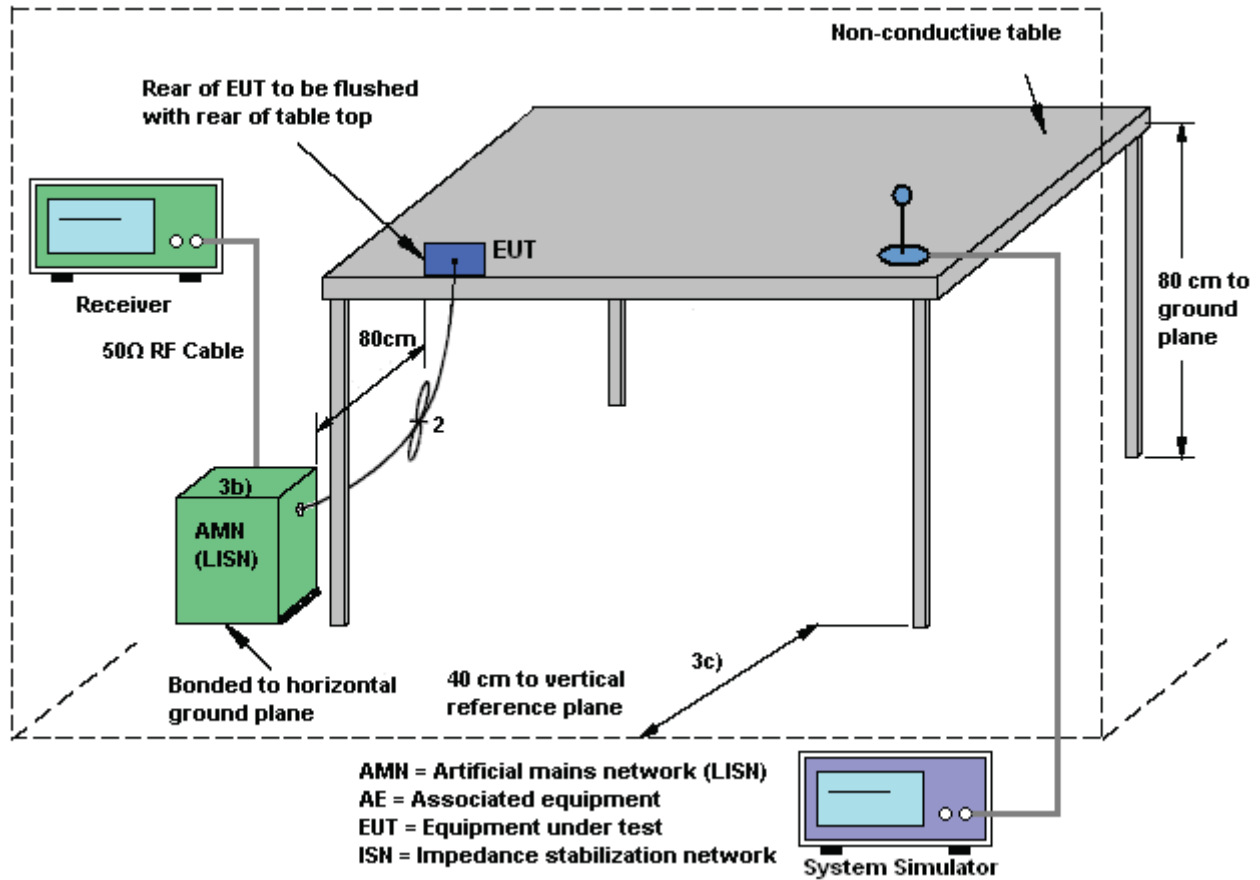 Non-conductive table
Rear of EUT to be flushed
with rear of table top
EUT
Receiver
80cm
80 cm to
ground
plane
50Ω RF Cable
2
3b)
AMN
(LISN)
3c)
Bonded to horizontal
ground plane
40 cm to vertical
reference plane
AMN = Artificial mains network (LISN)
AE = Associated equipment
EUT = Equipment under test
ISN = Impedance stabilization network
System Simulator